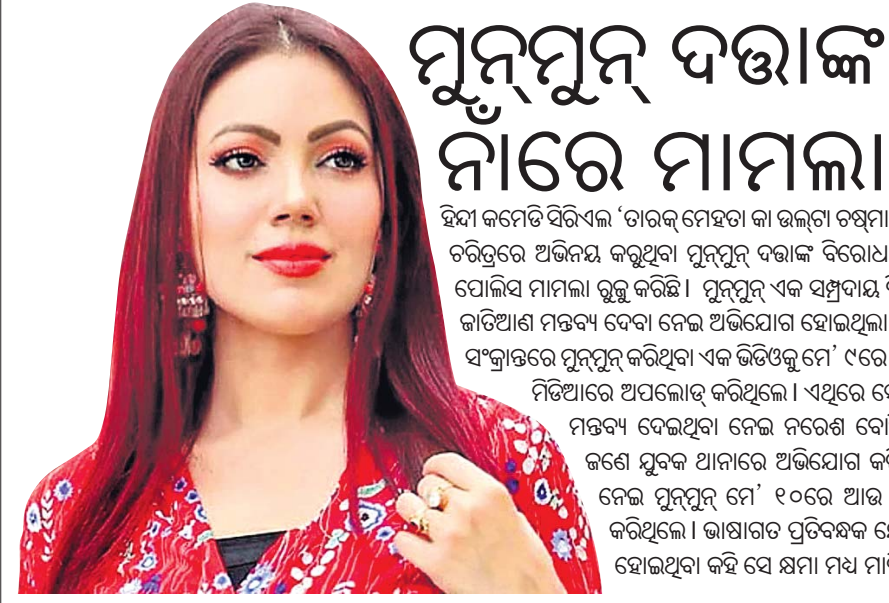 ମୁନ୍‌ମୁନ୍ ଦତ୍ତାଙ୍କ
ନାଁରେ ମାମଲା
ହିନ୍ଦୀ କମେଡି ସିରିଏଲ ‘ତାରକ୍ ମେହତା କା ଉଲ୍‌ଟା ଚଷ୍‌ମା
ଚରିତ୍ରରେ ଅଭିନୟ କରୁଥିବା ମୁନ୍‌ମୁନ୍ ଦତ୍ତାଙ୍କ ବିରୋଧ
ପୋଲିସ ମାମଲା ରୁଜୁ କରିଛି। ମୁନ୍‌ମୁନ୍ ଏକ ସମ୍ପ୍ରଦାୟ
ଜାତିଆଣ ମନ୍ତବ୍ୟ ଦେବା ନେଇ ଅଭିଯୋଗ ହୋଇଥିଲା
ସଂକ୍ରାନ୍ତରେ ମୁନ୍‌ମୁନ୍ କରିଥିବା ଏକ ଭିଡିଓକୁ ମେ’ ୯ରେ
ମିଡିଆରେ ଅପଲୋଡ୍ କରିଥିଲେ। ଏଥିରେ
ମନ୍ତବ୍ୟ ଦେଇଥିବା ନେଇ ନରେଶ
ଜଣେ ଯୁବକ ଥାନାରେ ଅଭିଯୋଗ
ନେଇ ମୁନ୍‌ମୁନ୍ ମେ’ ୧୦ରେ ଆଉ
କରିଥିଲେ। ଭାଷାଗତ ପ୍ରତିବନ୍ଧକ
ହୋଇଥିବା କହି ସେ କ୍ଷମା ମଧ୍ୟ